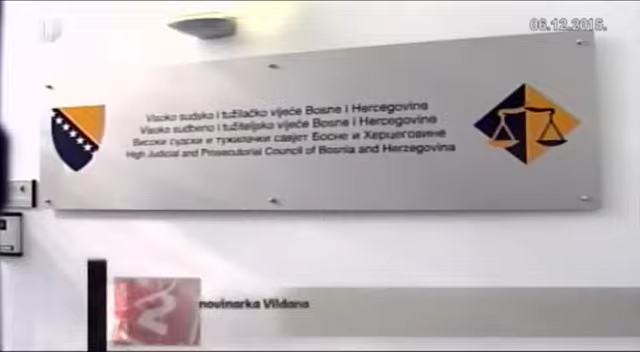 06.12.2015.
Visoko sudsko i tužilačko vijeće Bosne i Hercegovine
Visoko sudbeno i tužiteljsko vijeće Bosne i Hercegovine
Високи судски и тужилачки савјет Босне и Херцеговине
High Judicial and Prosecutorial Council of Bosnia and Herzegovina
novinarka Vildana